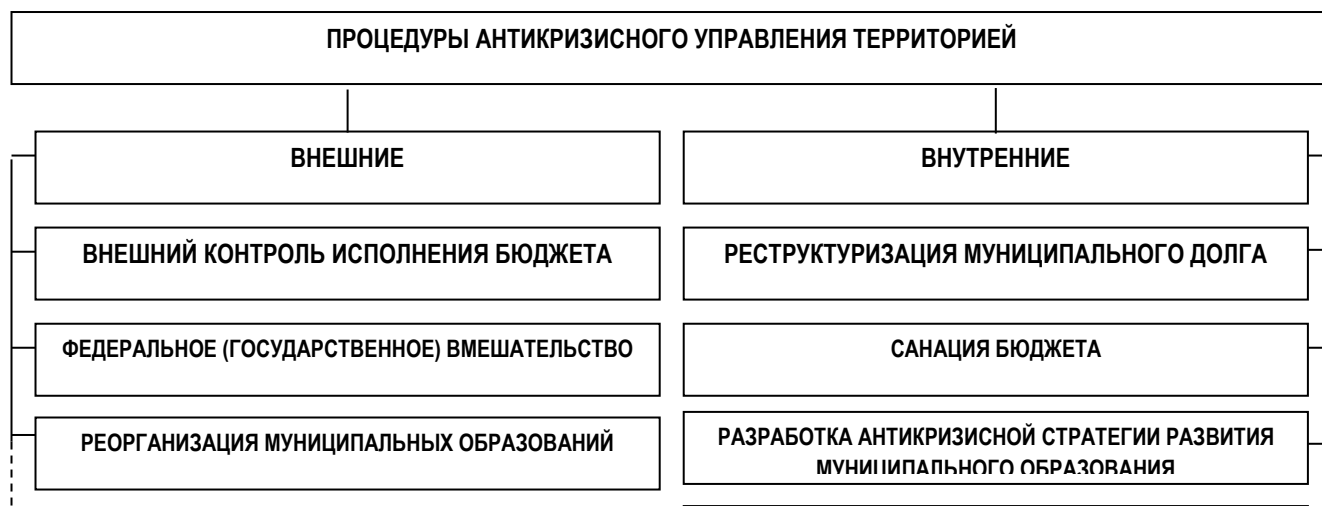 ПРОЦЕДУРЫ АНТИКРИЗИСНОГО УПРАВЛЕНИЯ ТЕРРИТОРИЕЙ
ВНЕШНИЕ
ВНУТРЕННИЕ
ВНЕШНИЙ КОНТРОЛЬ ИСПОЛНЕНИЯ БЮДЖЕТА
РЕСТРУКТУРИЗАЦИЯ МУНИЦИПАЛЬНОГО ДОЛГА
ФЕДЕРАЛЬНОЕ (ГОСУДАРСТВЕННОЕ) ВМЕШАТЕЛЬСТВО
САНАЦИЯ БЮДЖЕТА
РЕОРГАНИЗАЦИЯ МУНИЦИПАЛЬНЫХ ОБРАЗОВАНИЙ
РАЗРАБОТКА АНТИКРИЗИСНОЙ СТРАТЕГИИ РАЗВИТИЯ
МУНИЦИПАЛЬНОГО ОБРАЗОВАНИЯ